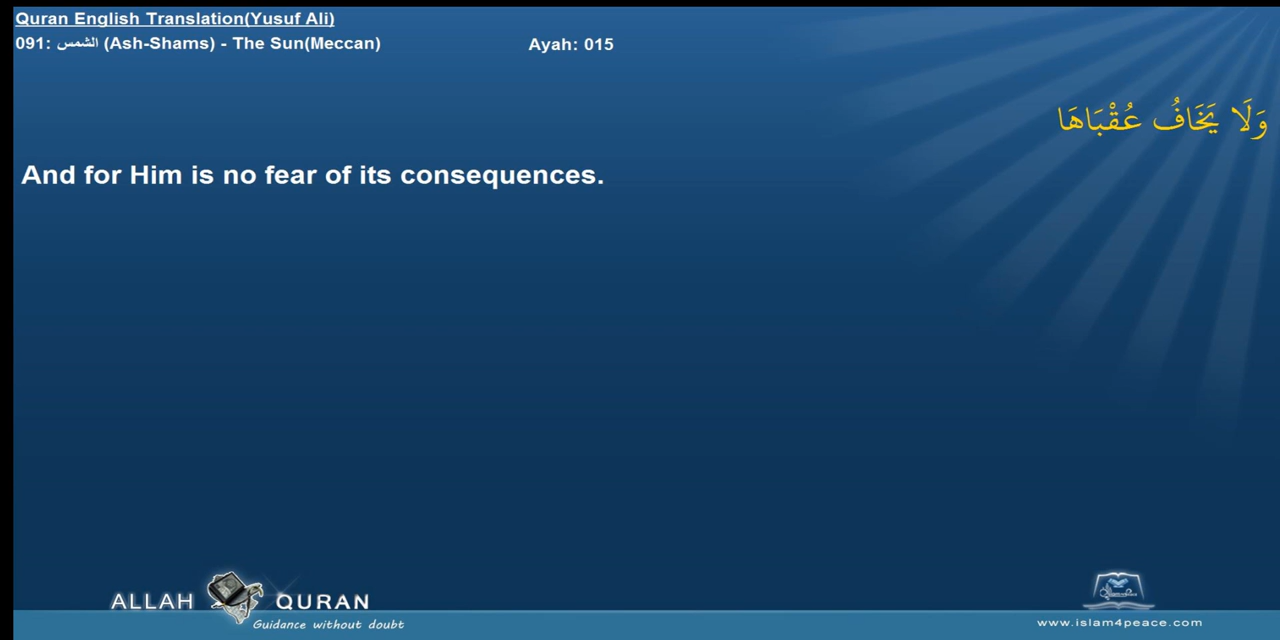 Quran English Translation(Yusuf Ali)
091: الشمس (Ash-Shams) - The Sun(Meccan) Ayah: 015
وَلَا يَخَافُ عُقْبَاهَا
And for Him is no fear of its consequences.
ALLAH QURAN
Guidance without doubt
www.islam4peace.com